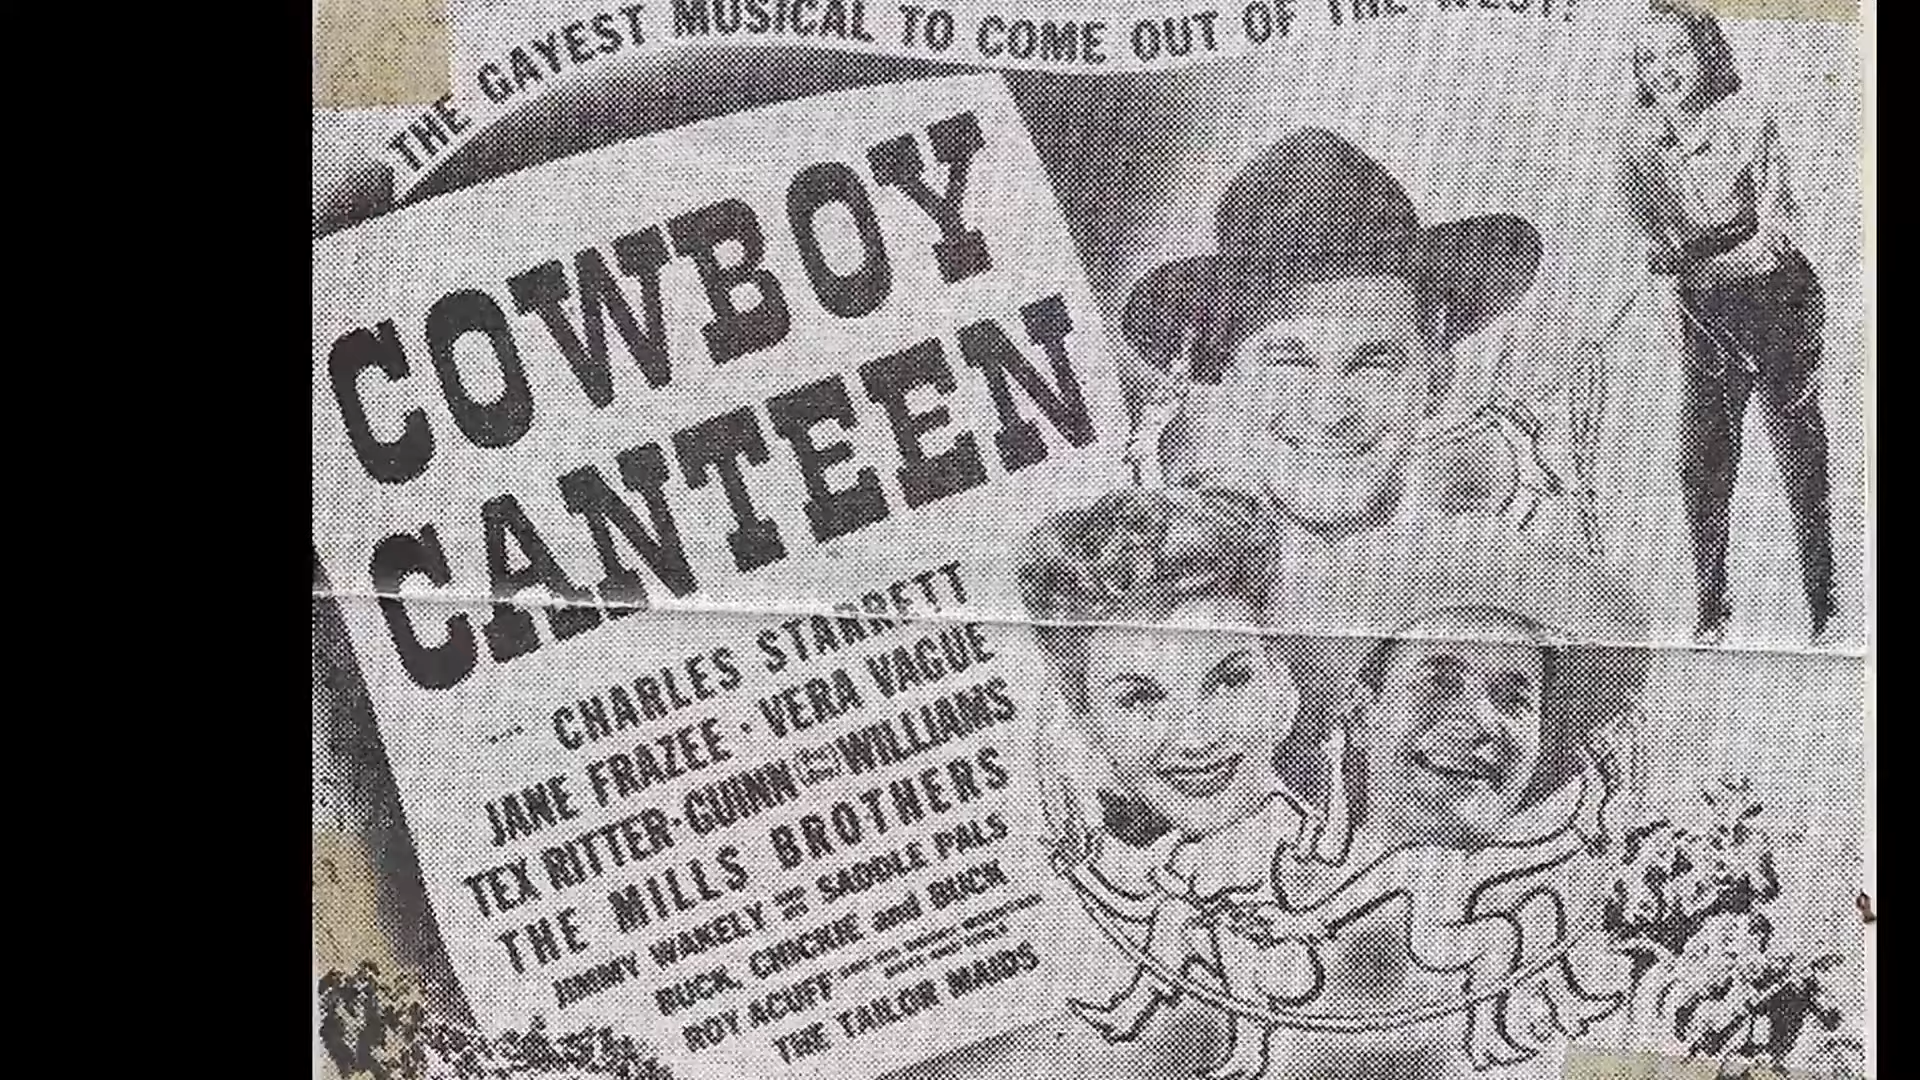 THE GAYEST MUSICAL TO COME OUT OF THE WEST!
COWBOY
CANTEEN
CHARLES STARRETT
JANE FRAZEE • VERA VAGUE
TEX RITTER • GUINN WILLIAMS
THE MILLS BROTHERS
JIMMY WAKELY SADDLE PALS
BUCK, CHICKIE and BUCK
ROY ACUFF
THE TAILOR MAIDS